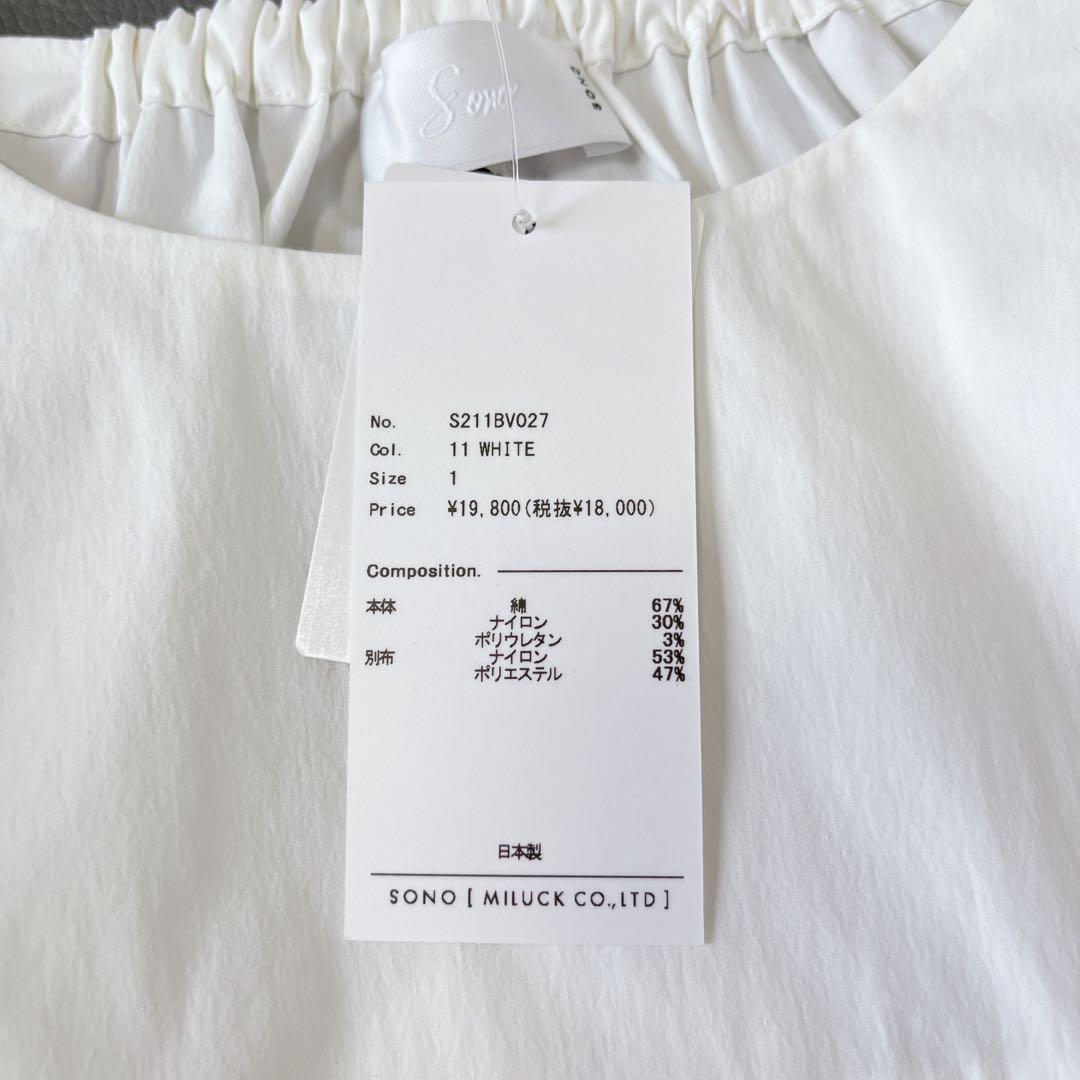 Sono
SONO
No. S211BV027
Col. 11 WHITE
Size 1
Price ¥19,800(税抜¥18,000)
Composition.
本体 綿 67%
ナイロン 30%
ポリウレタン 3%
別布 ナイロン 53%
ポリエステル 47%
日本製
SONO [ MILUCK CO.,LTD ]